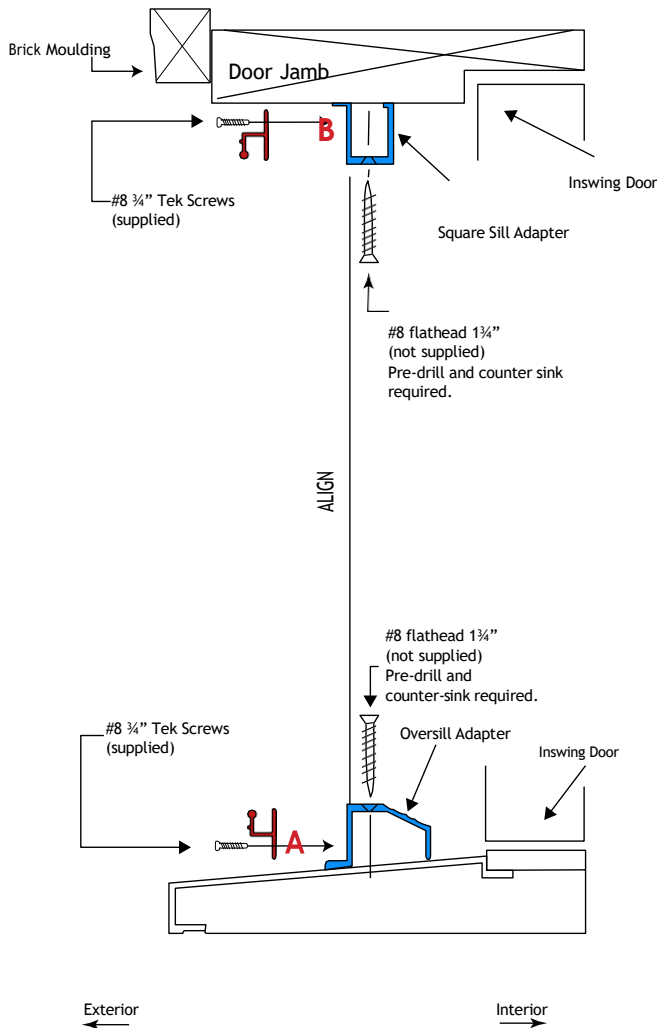 Brick Moulding
Door Jamb
B
Inswing Door
#8 ¾” Tek Screws
(supplied)
Square Sill Adapter
#8 flathead 1¾”
(not supplied)
Pre-drill and counter sink
required.
ALIGN
#8 flathead 1¾”
(not supplied)
Pre-drill and
counter-sink required.
#8 ¾” Tek Screws
(supplied)
Oversill Adapter
Inswing Door
A
Exterior
Interior